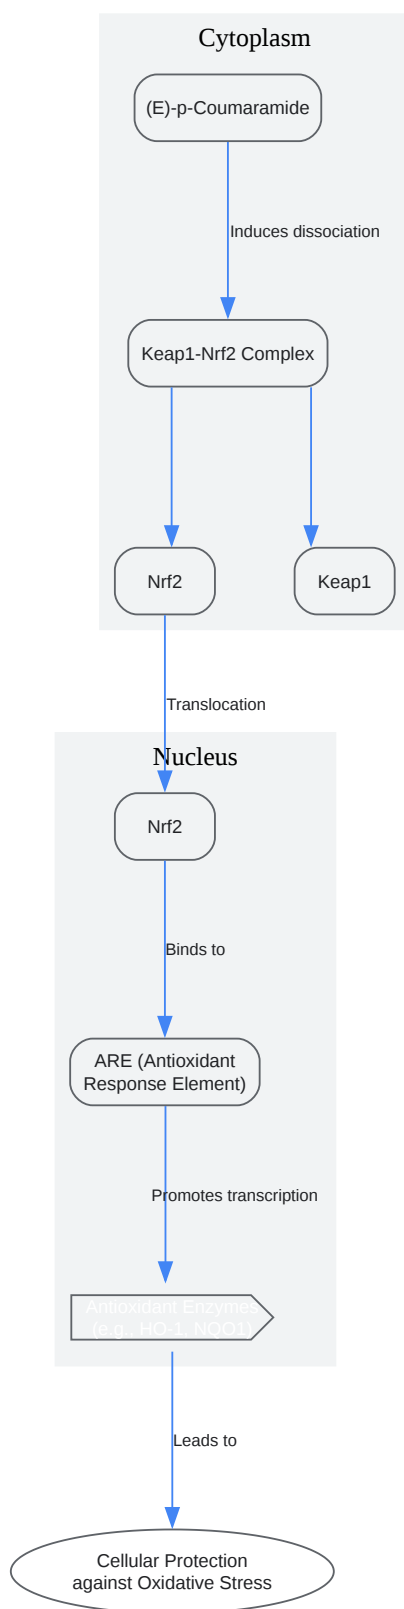 Cytoplasm
(E)-p-Coumaramide
Induces dissociation
Keap1-Nrf2 Complex
Nrf2
Keap1
Translocation
Nucleus
Nrf2
Binds to
ARE (Antioxidant
Response Element)
Promotes transcription
Antioxidant Enzymes
(e.g., HO-1, NQO1)
Leads to
Cellular Protection
against Oxidative Stress